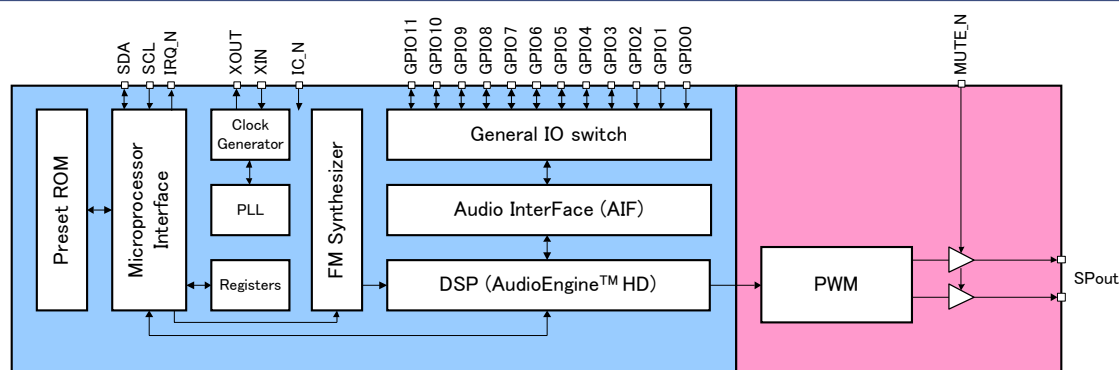 SDA
SCL
IRQ_N
XOUT
XIN
IC_N
GPIO11
GPIO10
GPIO9
GPIO8
GPIO7
GPIO6
GPIO5
GPIO4
GPIO3
GPIO2
GPIO1
GPIO0
MUTE_N
Preset ROM
Microprocessor
Interface
Clock
Generator
PLL
Registers
FM Synthesizer
General IO switch
Audio InterFace (AIF)
DSP (AudioEngine™ HD)
PWM
SPout